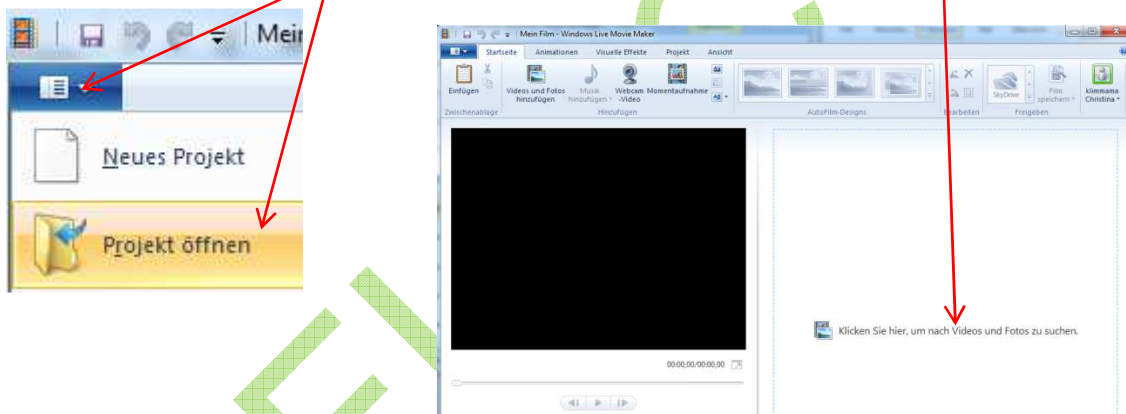 Mein
Neues Projekt
Projekt öffnen
Mein Film - Windows Live Movie Maker
Startseite Animationen Visuelle Effekte Projekt Ansicht
Einfügen
Videos und Fotos hinzufügen
Musik hinzufügen
Webcam -Video
Momentaufnahme
SkyDrive
Film speichern
klimmama Christina
Zwischenablage Hinzufügen AutoFilm-Designs Bearbeiten Freigeben
Klicken Sie hier, um nach Videos und Fotos zu suchen.
00:00,00/00:00,00